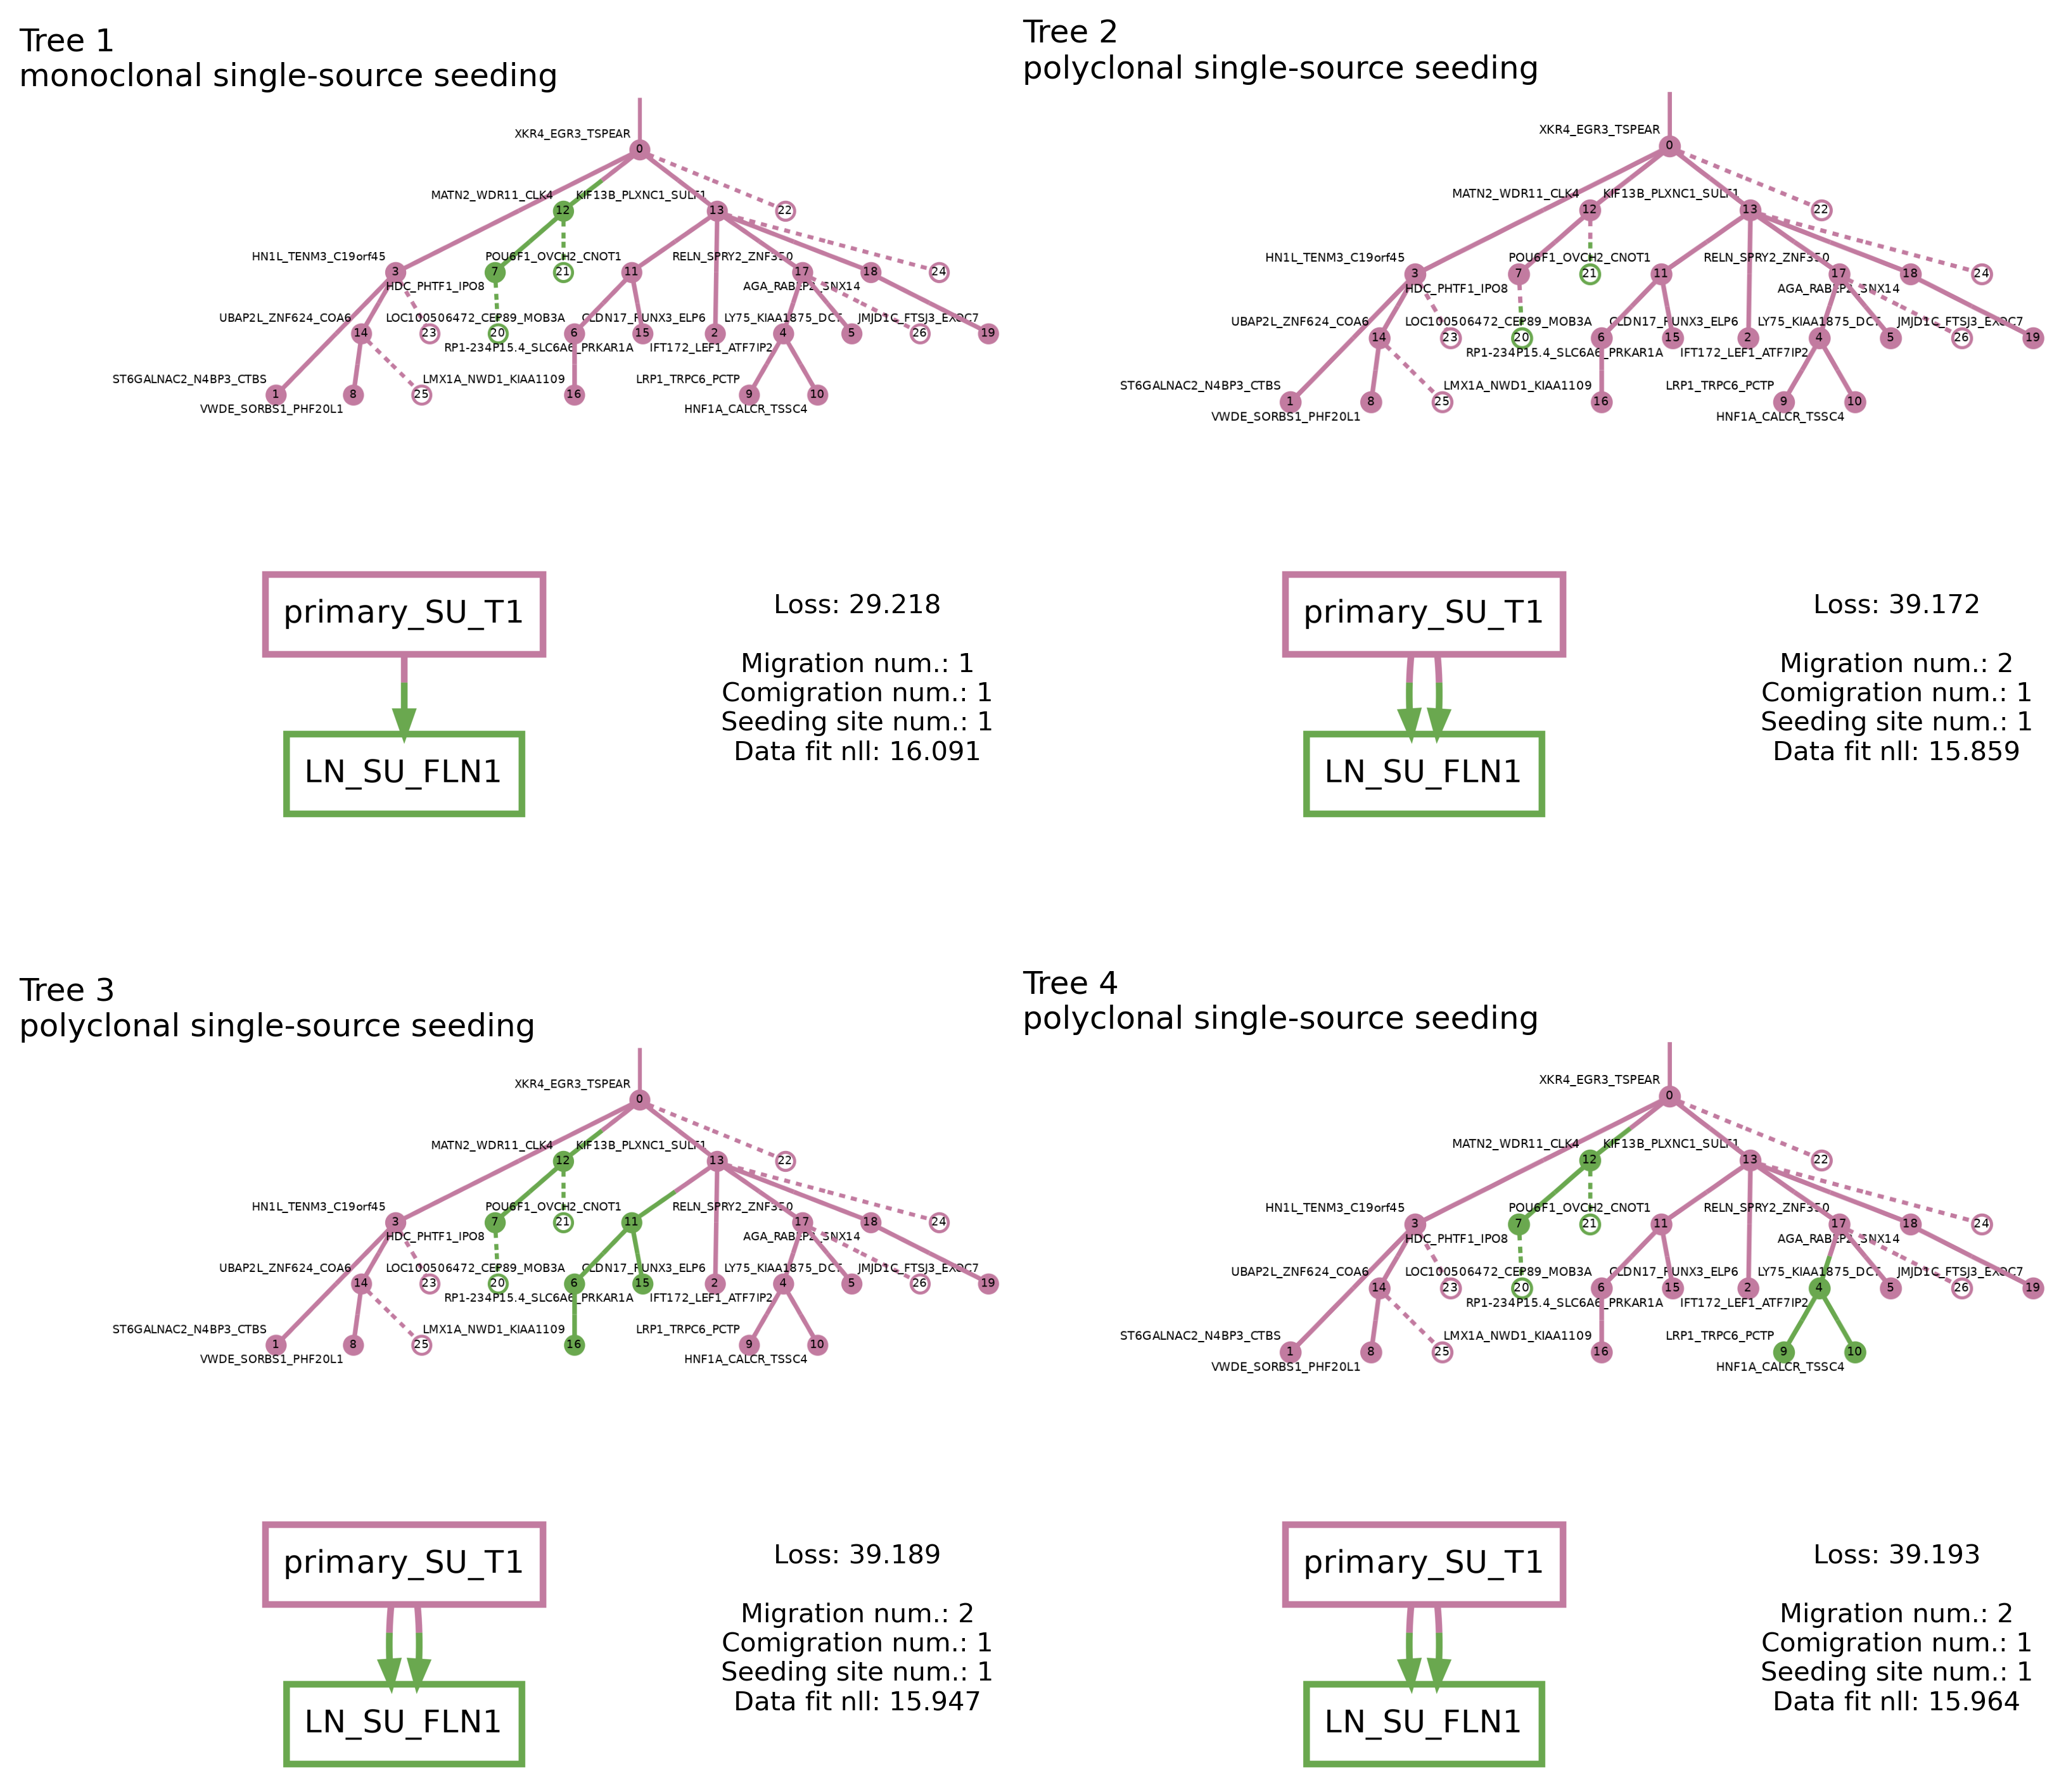 Tree 1
monoclonal single-source seeding
XKR4_EGR3_TSPEAR
0
MATN2_WDR11_CLK4
12
13
22
HN1L_TENM3_C19orf45
3
POU6F1_OVCH2_CNOT1
7
21
11
17
18
24
HDC_PHTF1_IPO8
AGA_RABEP2_SNX14
UBAP2L_ZNF624_COA6
14
23
LOC100506472_CEP89_MOB3A
20
6
CLDN17_RUNX3_ELP6
15
2
4
5
26
JMJD1C_FTSJ3_EXOC7
19
RP1-234P15.4_SLC6A6_PRKAR1A
IFT172_LEF1_ATF7IP2
ST6GALNAC2_N4BP3_CTBS
1
8
25
LMX1A_NWD1_KIAA1109
16
LRP1_TRPC6_PCTP
9
10
VWDE_SORBS1_PHF20L1
HNF1A_CALCR_TSSC4
primary_SU_T1
LN_SU_FLN1
Loss: 29.218
Migration num.: 1
Comigration num.: 1
Seeding site num.: 1
Data fit nll: 16.091
Tree 2
polyclonal single-source seeding
XKR4_EGR3_TSPEAR
0
MATN2_WDR11_CLK4
12
13
22
HN1L_TENM3_C19orf45
3
POU6F1_OVCH2_CNOT1
7
21
11
17
18
24
HDC_PHTF1_IPO8
AGA_RABEP2_SNX14
UBAP2L_ZNF624_COA6
14
23
LOC100506472_CEP89_MOB3A
20
6
CLDN17_RUNX3_ELP6
15
2
4
5
26
JMJD1C_FTSJ3_EXOC7
19
RP1-234P15.4_SLC6A6_PRKAR1A
IFT172_LEF1_ATF7IP2
ST6GALNAC2_N4BP3_CTBS
1
8
25
LMX1A_NWD1_KIAA1109
16
LRP1_TRPC6_PCTP
9
10
VWDE_SORBS1_PHF20L1
HNF1A_CALCR_TSSC4
primary_SU_T1
LN_SU_FLN1
Loss: 39.172
Migration num.: 2
Comigration num.: 1
Seeding site num.: 1
Data fit nll: 15.859
Tree 3
polyclonal single-source seeding
XKR4_EGR3_TSPEAR
0
MATN2_WDR11_CLK4
12
13
22
HN1L_TENM3_C19orf45
3
POU6F1_OVCH2_CNOT1
7
21
11
17
18
24
HDC_PHTF1_IPO8
AGA_RABEP2_SNX14
UBAP2L_ZNF624_COA6
14
23
LOC100506472_CEP89_MOB3A
20
6
CLDN17_RUNX3_ELP6
15
2
4
5
26
JMJD1C_FTSJ3_EXOC7
19
RP1-234P15.4_SLC6A6_PRKAR1A
IFT172_LEF1_ATF7IP2
ST6GALNAC2_N4BP3_CTBS
1
8
25
LMX1A_NWD1_KIAA1109
16
LRP1_TRPC6_PCTP
9
10
VWDE_SORBS1_PHF20L1
HNF1A_CALCR_TSSC4
primary_SU_T1
LN_SU_FLN1
Loss: 39.189
Migration num.: 2
Comigration num.: 1
Seeding site num.: 1
Data fit nll: 15.947
Tree 4
polyclonal single-source seeding
XKR4_EGR3_TSPEAR
0
MATN2_WDR11_CLK4
12
13
22
HN1L_TENM3_C19orf45
3
POU6F1_OVCH2_CNOT1
7
21
11
17
18
24
HDC_PHTF1_IPO8
AGA_RABEP2_SNX14
UBAP2L_ZNF624_COA6
14
23
LOC100506472_CEP89_MOB3A
20
6
CLDN17_RUNX3_ELP6
15
2
4
5
26
JMJD1C_FTSJ3_EXOC7
19
RP1-234P15.4_SLC6A6_PRKAR1A
IFT172_LEF1_ATF7IP2
ST6GALNAC2_N4BP3_CTBS
1
8
25
LMX1A_NWD1_KIAA1109
16
LRP1_TRPC6_PCTP
9
10
VWDE_SORBS1_PHF20L1
HNF1A_CALCR_TSSC4
primary_SU_T1
LN_SU_FLN1
Loss: 39.193
Migration num.: 2
Comigration num.: 1
Seeding site num.: 1
Data fit nll: 15.964